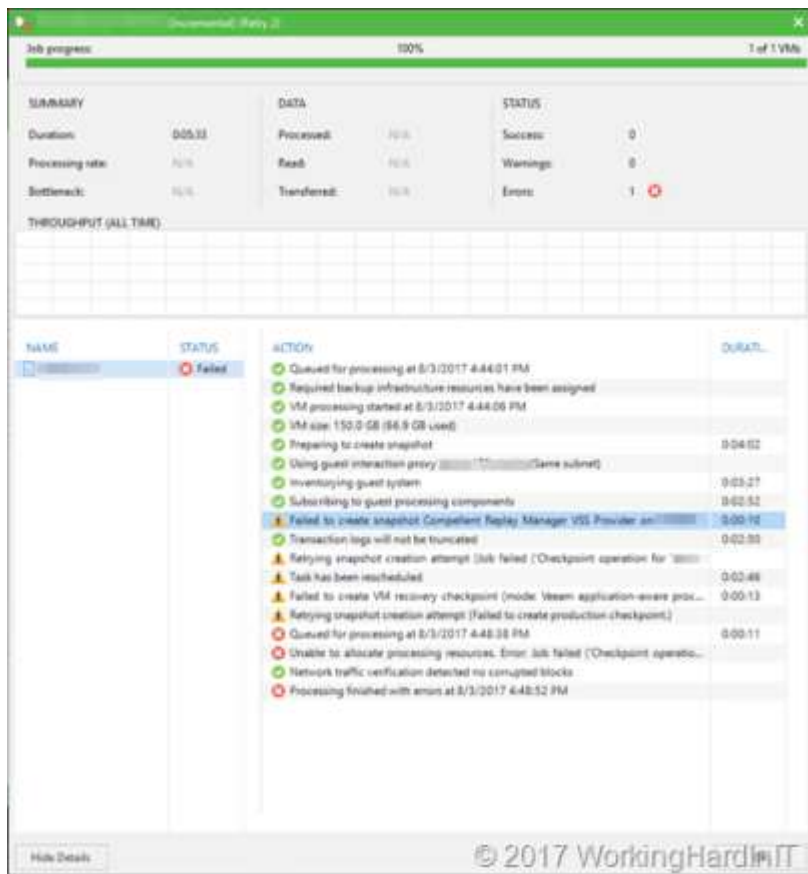 (Incremental) (Retry 2)
Job progress: 100% 1 of 1 VMs
SUMMARY DATA STATUS
Duration: 0:05:33 Processed: N/A Success: 0
Processing rate: N/A Read: N/A Warnings: 0
Bottleneck: N/A Transferred: N/A Errors: 1
THROUGHPUT (ALL TIME)
NAME STATUS ACTION DURATI...
Failed Queued for processing at 8/3/2017 4:44:01 PM
Required backup infrastructure resources have been assigned
VM processing started at 8/3/2017 4:44:06 PM
VM size: 150.0 GB (66.9 GB used)
Preparing to create snapshot 0:04:02
Using guest interaction proxy (Same subnet)
Inventorying guest system 0:03:27
Subscribing to guest processing components 0:02:52
Failed to create snapshot Compellent Replay Manager VSS Provider on 0:00:10
Transaction logs will not be truncated 0:02:50
Retrying snapshot creation attempt (Job failed ('Checkpoint operation for '
Task has been rescheduled 0:02:48
Failed to create VM recovery checkpoint (mode: Veeam application-aware proc... 0:00:13
Retrying snapshot creation attempt (Failed to create production checkpoint.)
Queued for processing at 8/3/2017 4:48:38 PM 0:00:11
Unable to allocate processing resources. Error: Job failed ('Checkpoint operatio...
Network traffic verification detected no corrupted blocks
Processing finished with errors at 8/3/2017 4:48:52 PM
Hide Details
© 2017 WorkingHardInIT